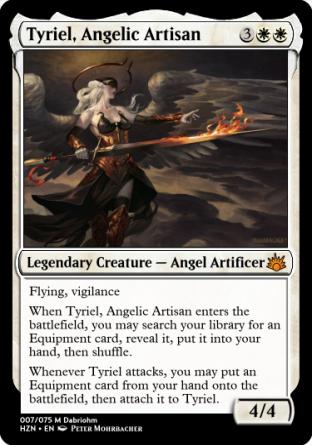 Tyriel, Angelic Artisan 3
Legendary Creature — Angel Artificer
Flying, vigilance
When Tyriel, Angelic Artisan enters the
battlefield, you may search your library for an
Equipment card, reveal it, put it into your
hand, then shuffle.
Whenever Tyriel attacks, you may put an
Equipment card from your hand onto the
battlefield, then attach it to Tyriel.
4/4
007/075 M Dabriohm
HZN • EN Peter Mohrbacher